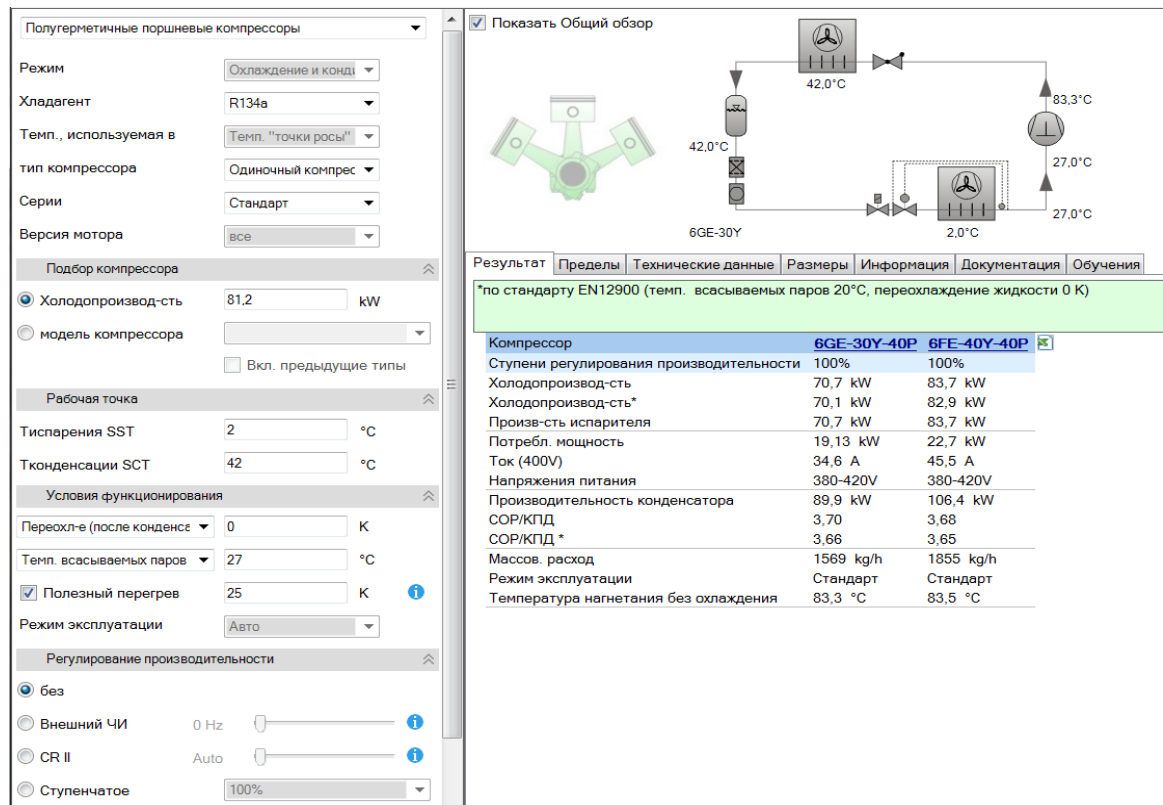 Полугерметичные поршневые компрессоры
Режим
Охлаждение и конди
Хладагент
R134a
Темп., используемая в
Темп. "точки росы"
тип компрессора
Одиночный компрес
Серии
Стандарт
Версия мотора
все
Подбор компрессора
Холодопроизвод-сть
81,2
kW
модель компрессора
Вкл. предыдущие типы
Рабочая точка
Tиспарения SST
2
°C
Tконденсации SCT
42
°C
Условия функционирования
Переохл-е (после конденса
0
K
Темп. всасываемых паров
27
°C
Полезный перегрев
25
K
Режим эксплуатации
Авто
Регулирование производительности
без
Внешний ЧИ
0 Hz
CR II
Auto
Ступенчатое
100%
Показать Общий обзор
42,0°C
83,3°C
42,0°C
27,0°C
27,0°C
6GE-30Y
2,0°C
Результат Пределы Технические данные Размеры Информация Документация Обучения
*по стандарту EN12900 (темп. всасываемых паров 20°C, переохлаждение жидкости 0 K)
Компрессор 6GE-30Y-40P 6FE-40Y-40P
Ступени регулирования производительности 100% 100%
Холодопроизвод-сть 70,7 kW 83,7 kW
Холодопроизвод-сть* 70,1 kW 82,9 kW
Произв-сть испарителя 70,7 kW 83,7 kW
Потребл. мощность 19,13 kW 22,7 kW
Ток (400V) 34,6 A 45,5 A
Напряжения питания 380-420V 380-420V
Производительность конденсатора 89,9 kW 106,4 kW
COP/КПД 3,70 3,68
COP/КПД * 3,66 3,65
Массов. расход 1569 kg/h 1855 kg/h
Режим эксплуатации Стандарт Стандарт
Температура нагнетания без охлаждения 83,3 °C 83,5 °C